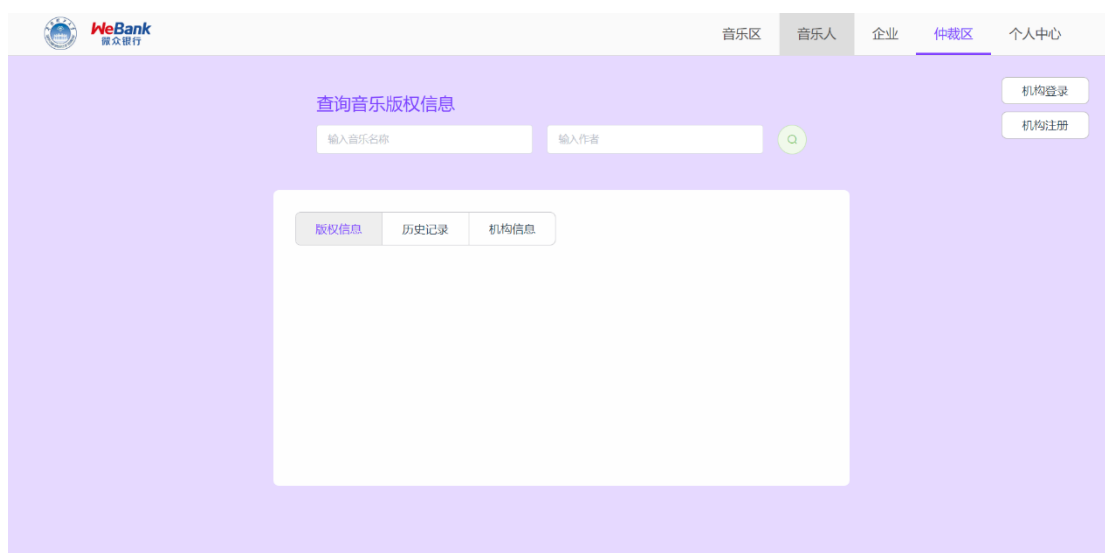 WeBank
微众银行
音乐区 音乐人 企业 仲裁区 个人中心
机构登录
机构注册
查询音乐版权信息
输入音乐名称 输入作者
版权信息 历史记录 机构信息